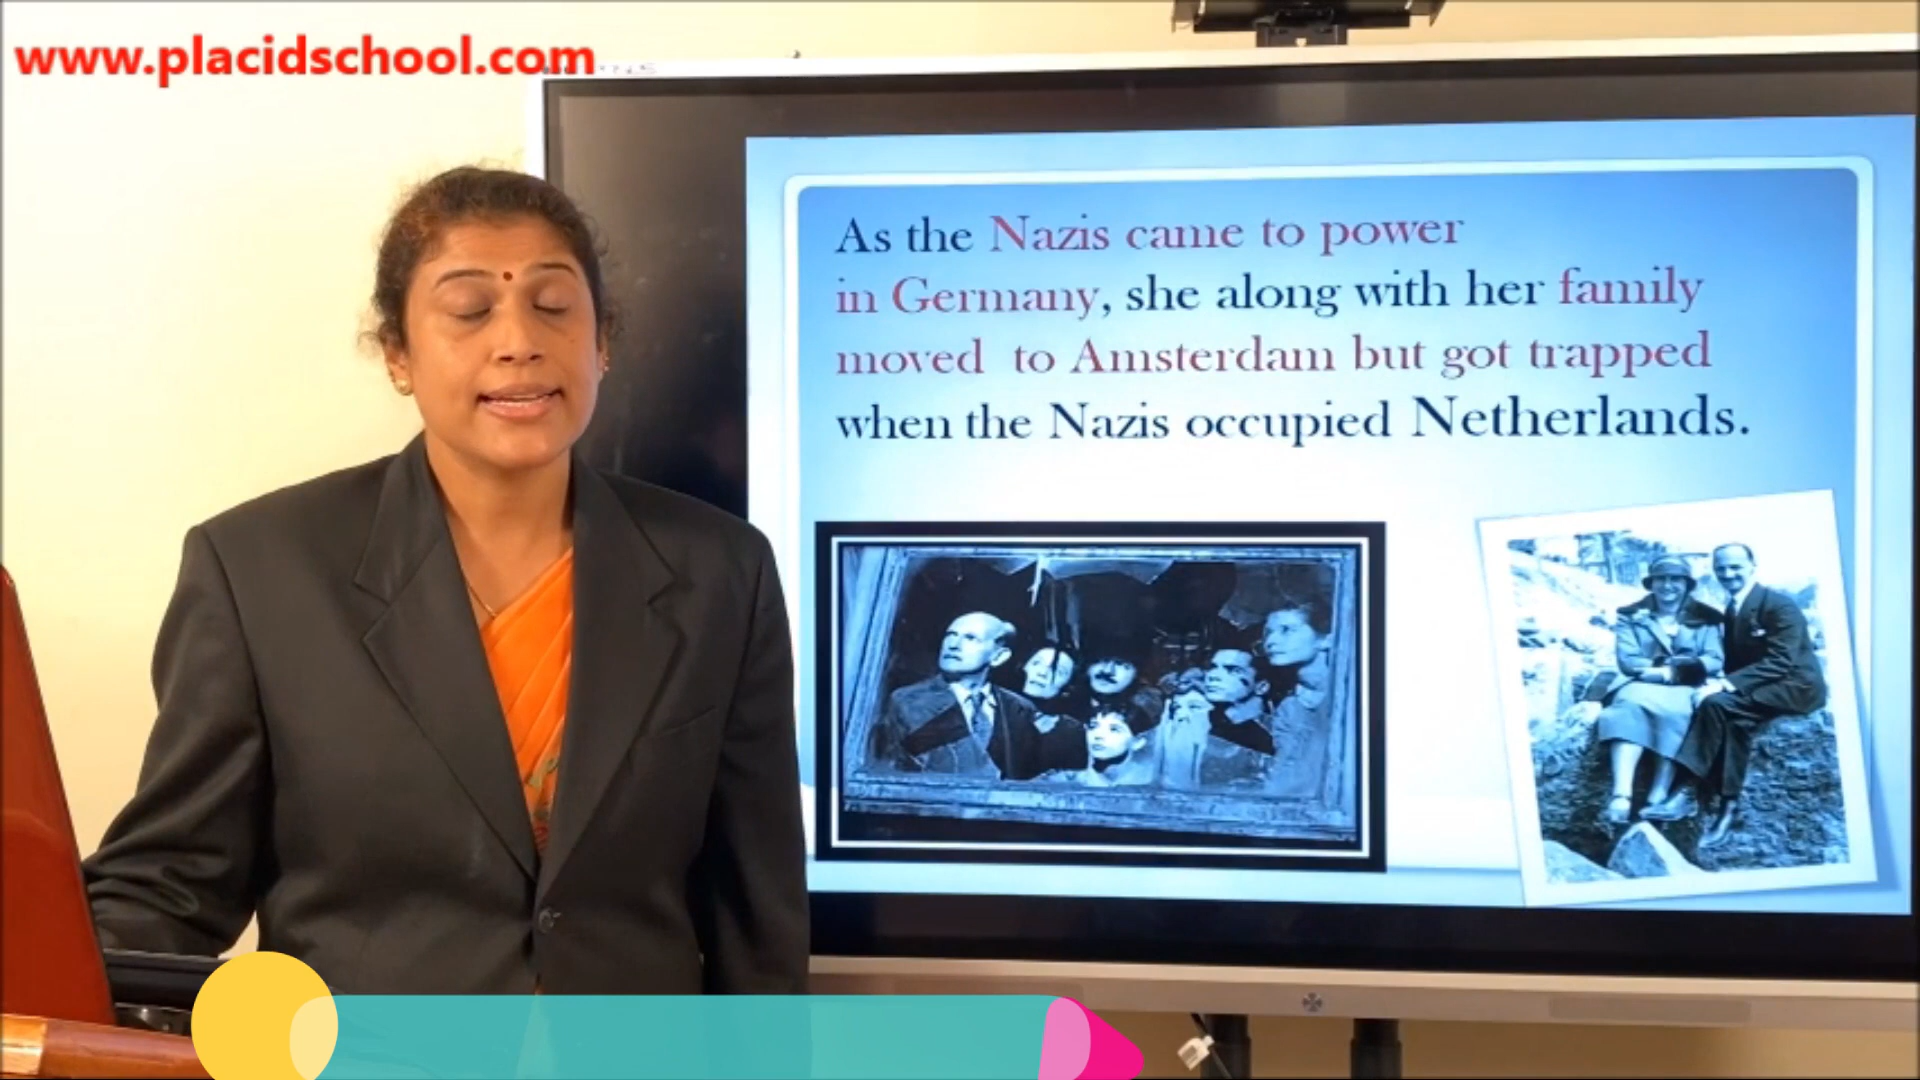 www.placidschool.com
As the Nazis came to power
in Germany, she along with her family
moved to Amsterdam but got trapped
when the Nazis occupied Netherlands.